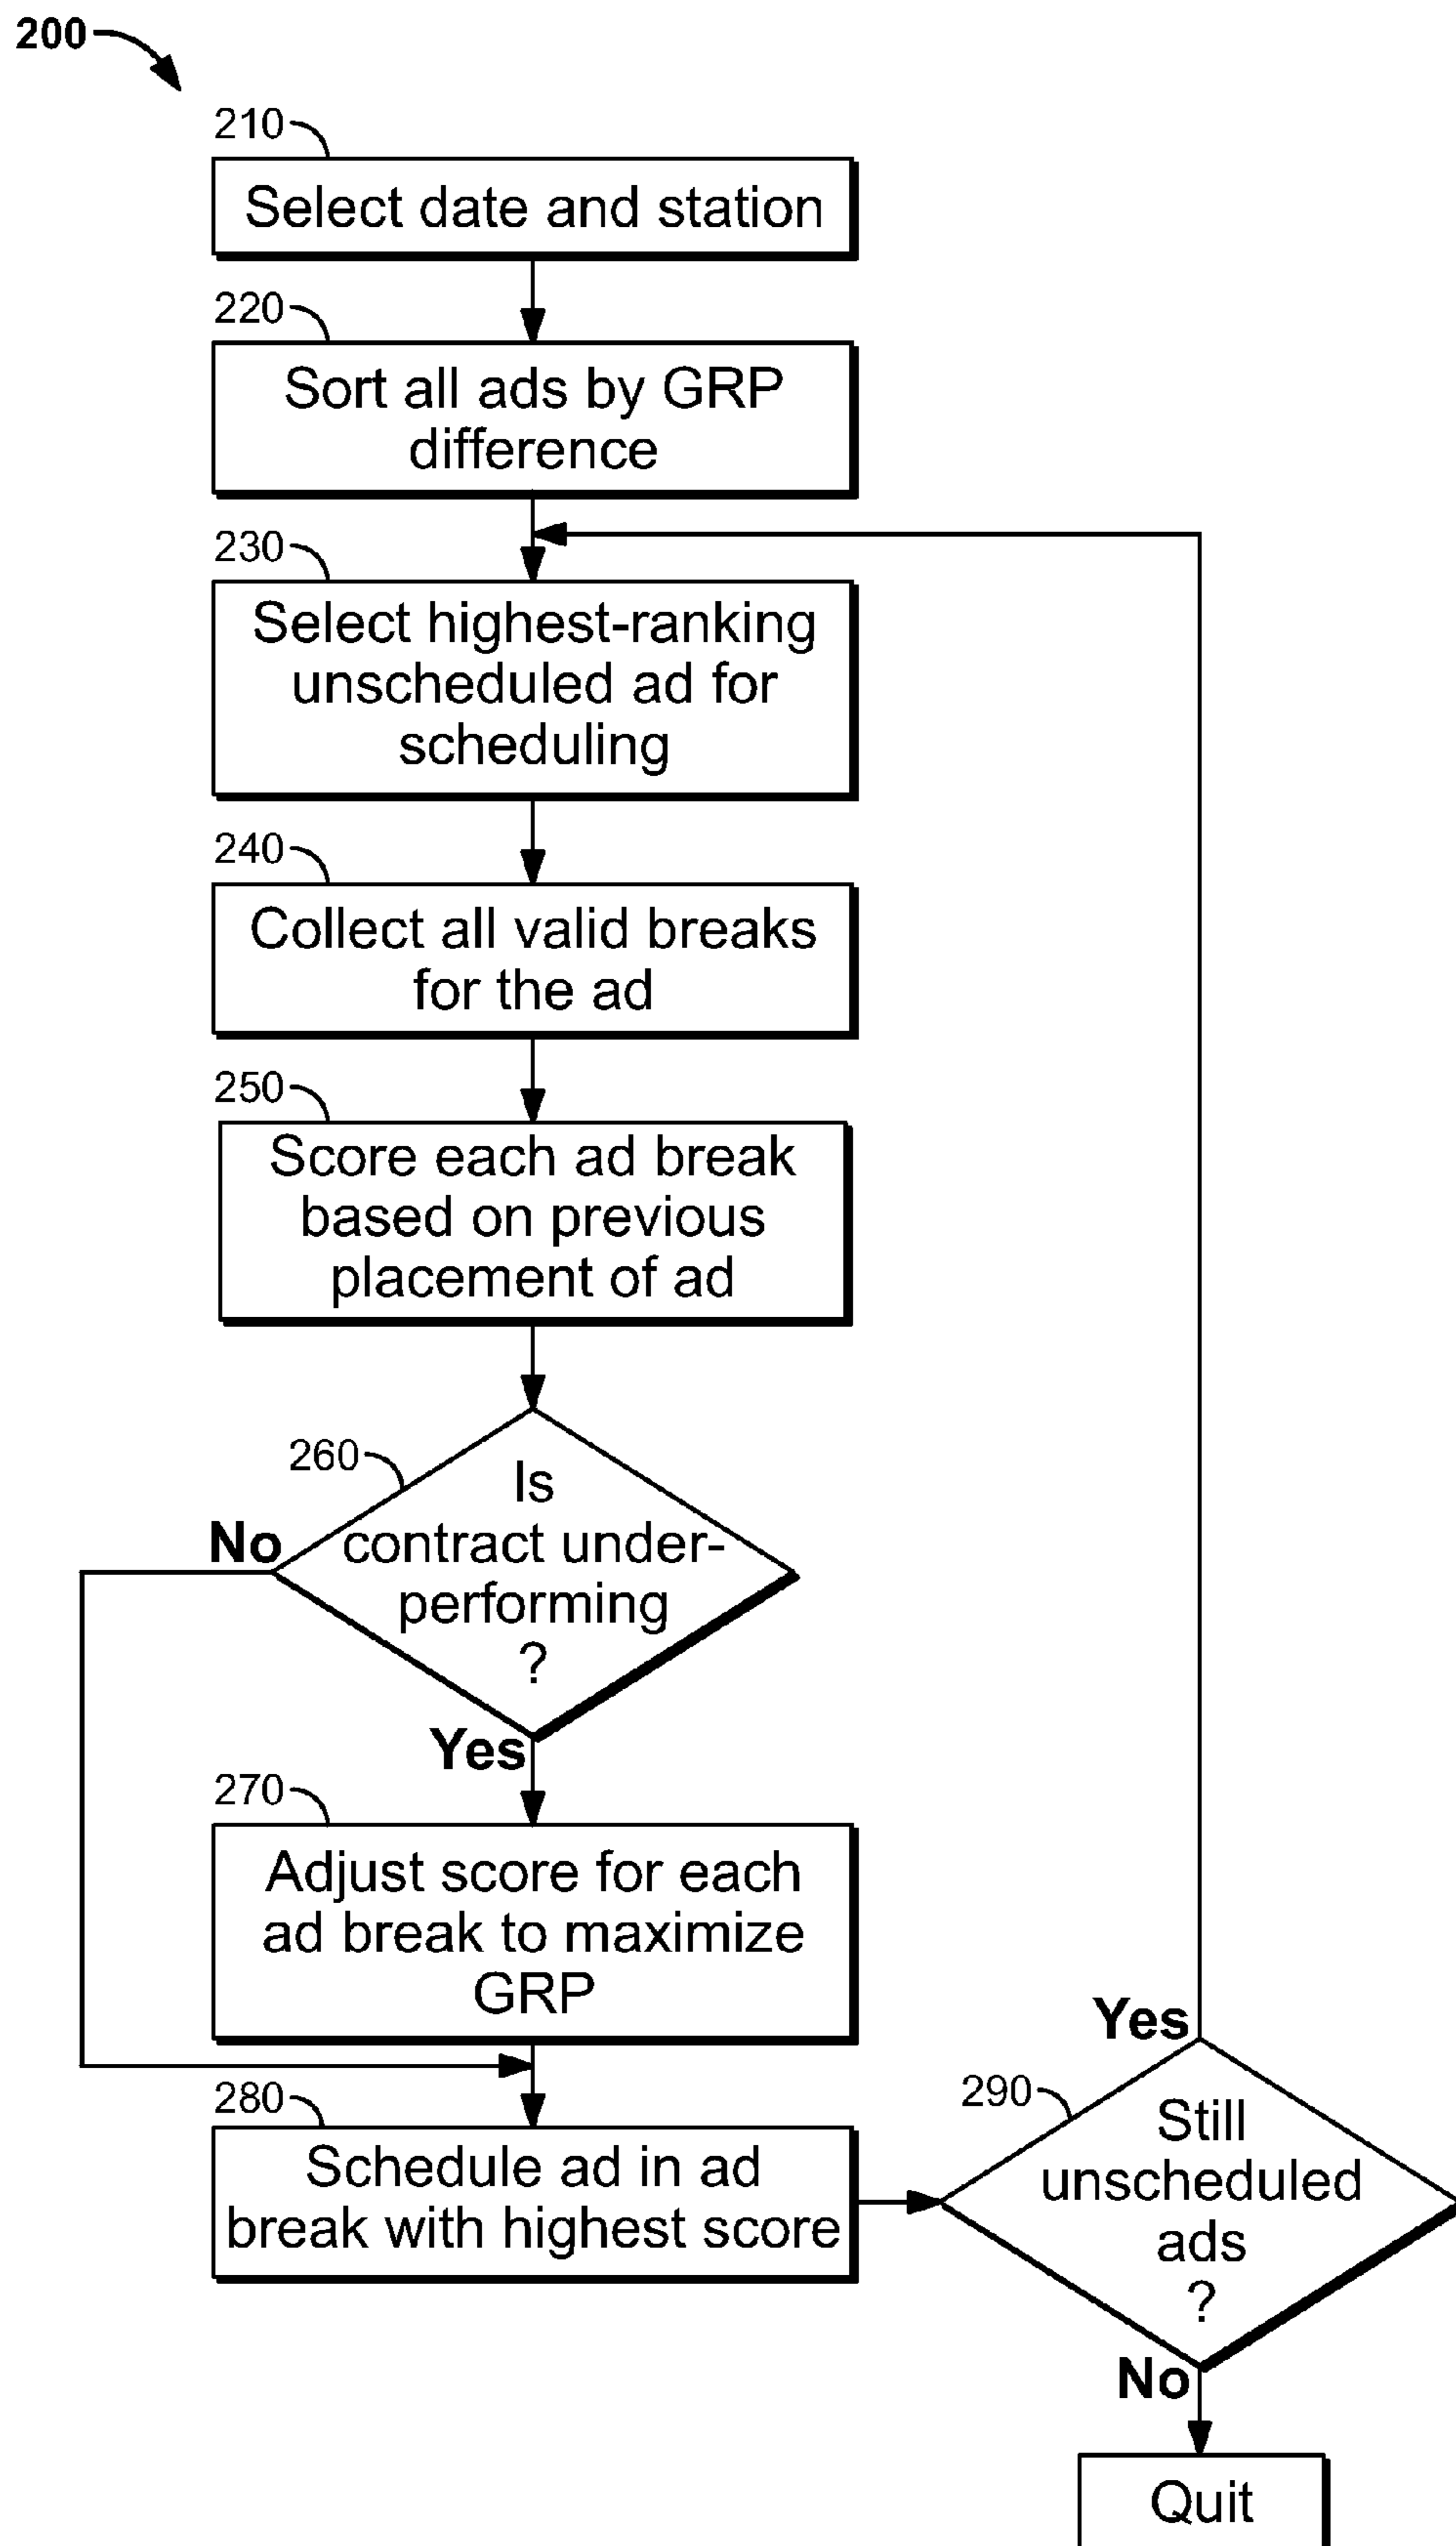 200
210
Select date and station
220
Sort all ads by GRP
difference
230
Select highest-ranking
unscheduled ad for
scheduling
240
Collect all valid breaks
for the ad
250
Score each ad break
based on previous
placement of ad
260
Is
contract under-
performing
?
No
Yes
270
Adjust score for each
ad break to maximize
GRP
280
Schedule ad in ad
break with highest score
Yes
290
Still
unscheduled
ads
?
No
Quit